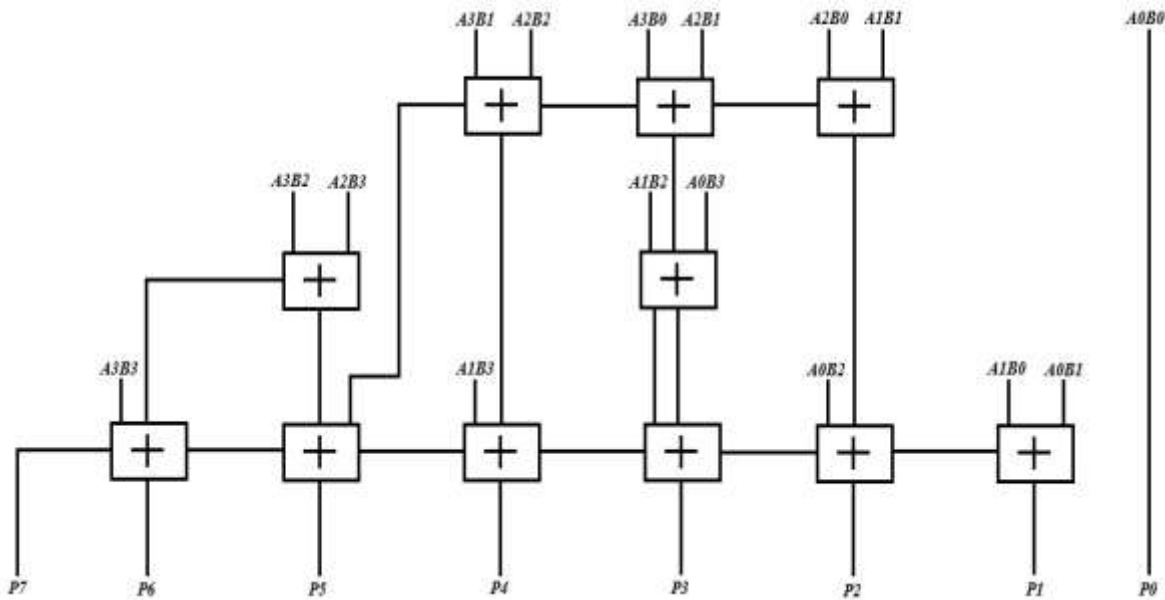 A3B1 A2B2 A3B0 A2B1 A2B0 A1B1 A0B0
A3B2 A2B3 A1B2 A0B3
A3B3 A1B3 A0B2 A1B0 A0B1
P7 P6 P5 P4 P3 P2 P1 P0